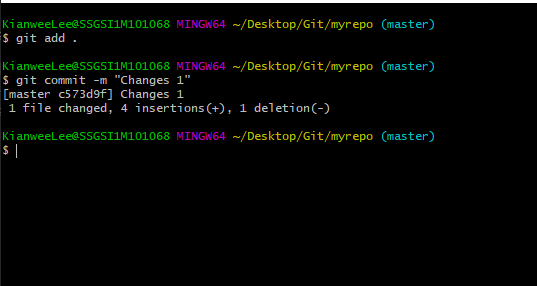 KianweeLee@SSGSI1M101068 MINGW64 ~/Desktop/Git/myrepo (master)
$ git add .
KianweeLee@SSGSI1M101068 MINGW64 ~/Desktop/Git/myrepo (master)
$ git commit -m "Changes 1"
[master c573d9f] Changes 1
 1 file changed, 4 insertions(+), 1 deletion(-)
KianweeLee@SSGSI1M101068 MINGW64 ~/Desktop/Git/myrepo (master)
$